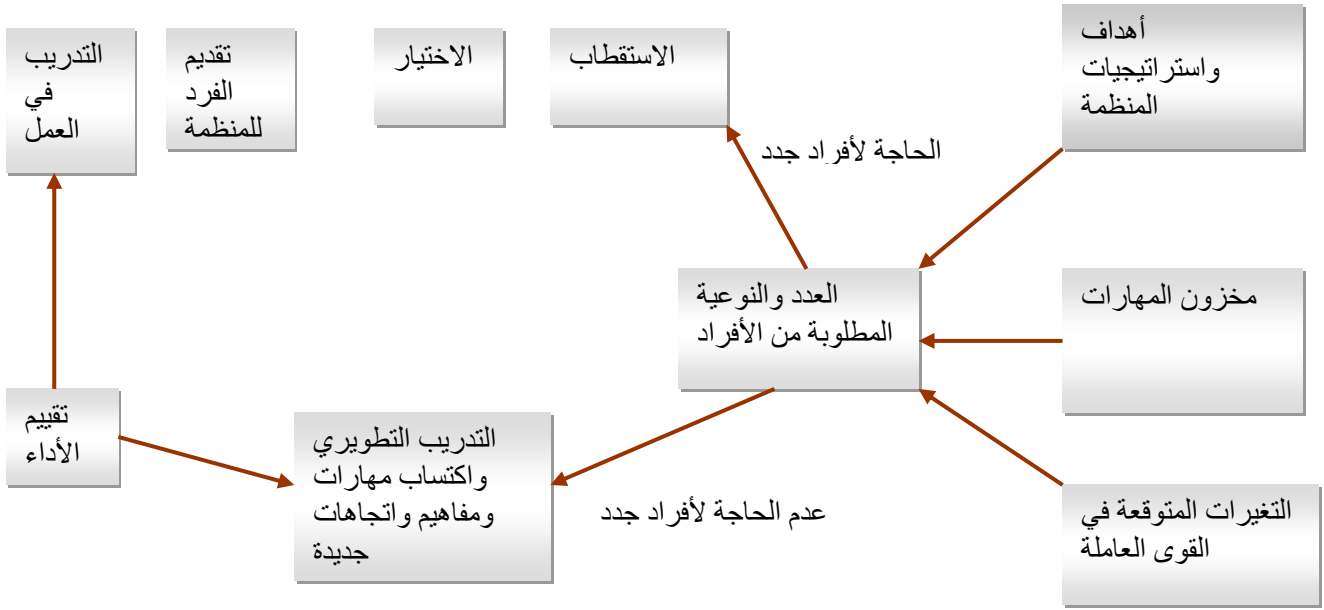 أهداف
واستراتيجيات
المنظمة
الاستقطاب
الاختيار
تقديم
الفرد
للمنظمة
التدريب
في
العمل
الحاجة لأفراد جدد
مخزون المهارات
العدد والنوعية
المطلوبة من الأفراد
تقييم
الأداء
التدريب التطويري
واكتساب مهارات
ومفاهيم واتجاهات
جديدة
عدم الحاجة لأفراد جدد
التغيرات المتوقعة في
القوى العاملة